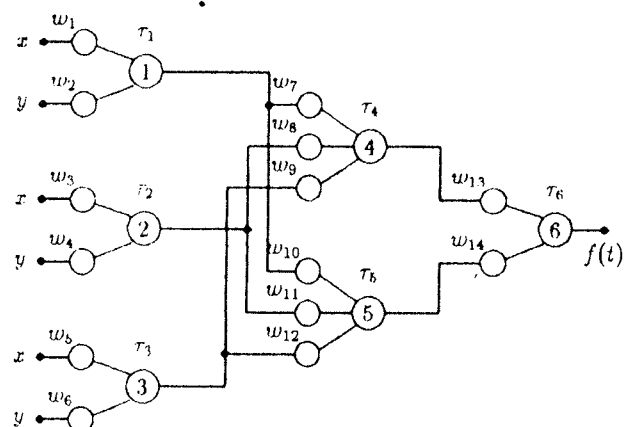 x w₁ τ₁
1
y w₂
w₇ τ₄
w₈ 4
w₉
x w₃ τ₂
2
y w₄
w₁₃ τ₆
6
w₁₄ f(t)
w₁₀ τ₅
w₁₁ 5
w₁₂
x w₅ τ₃
3
y w₆